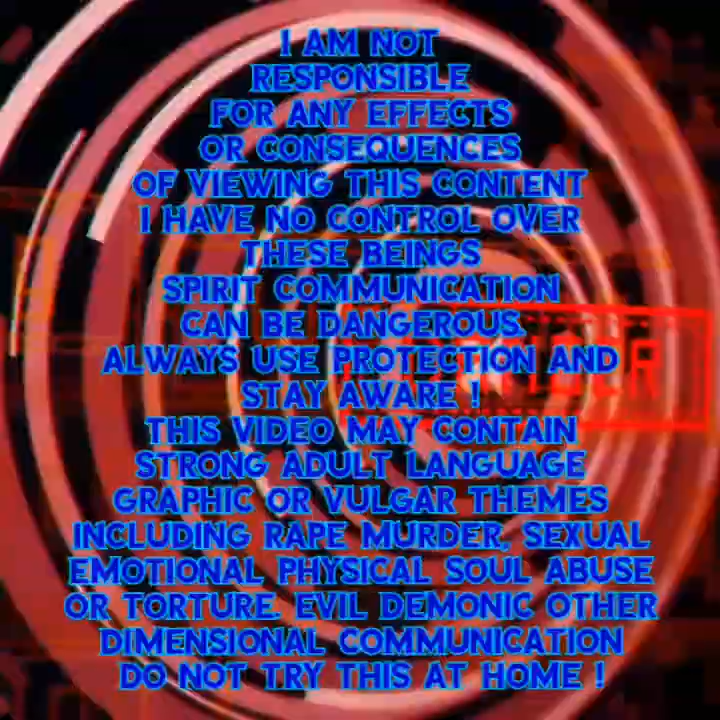 I AM NOT
RESPONSIBLE
FOR ANY EFFECTS
OR CONSEQUENCES
OF VIEWING THIS CONTENT
I HAVE NO CONTROL OVER
THESE BEINGS
SPIRIT COMMUNICATION
CAN BE DANGEROUS.
ALWAYS USE PROTECTION AND
STAY AWARE !
THIS VIDEO MAY CONTAIN
STRONG ADULT LANGUAGE
GRAPHIC OR VULGAR THEMES
INCLUDING RAPE MURDER, SEXUAL
EMOTIONAL PHYSICAL SOUL ABUSE
OR TORTURE. EVIL DEMONIC OTHER
DIMENSIONAL COMMUNICATION
DO NOT TRY THIS AT HOME !